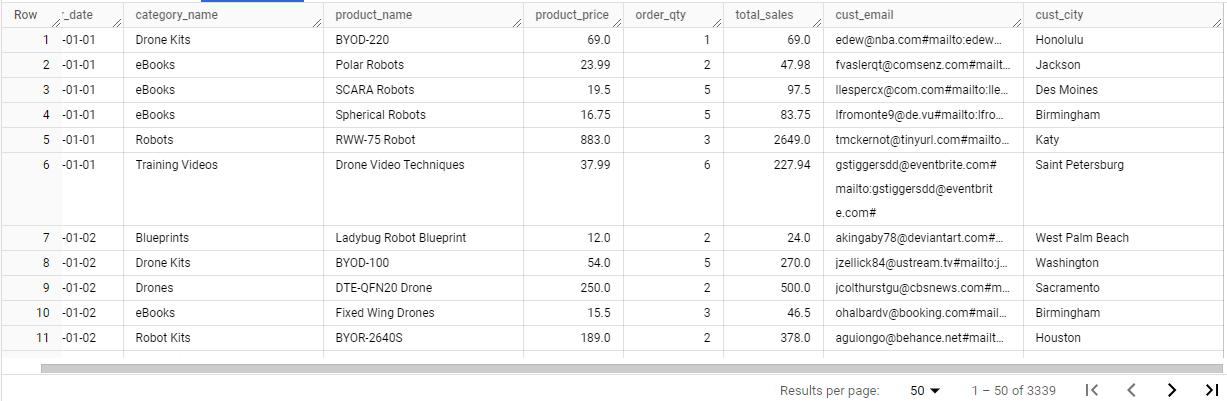 Row _date category_name product_name product_price order_qty total_sales cust_email cust_city
1 -01-01 Drone Kits BYOD-220 69.0 1 69.0 edew@nba.com#mailto:edew… Honolulu
2 -01-01 eBooks Polar Robots 23.99 2 47.98 fvaslerqt@comsenz.com#mailt… Jackson
3 -01-01 eBooks SCARA Robots 19.5 5 97.5 llespercx@com.com#mailto:lle… Des Moines
4 -01-01 eBooks Spherical Robots 16.75 5 83.75 lfromonte9@de.vu#mailto:lfro… Birmingham
5 -01-01 Robots RWW-75 Robot 883.0 3 2649.0 tmckernot@tinyurl.com#mailto… Katy
6 -01-01 Training Videos Drone Video Techniques 37.99 6 227.94 gstiggersdd@eventbrite.com# Saint Petersburg
mailto:gstiggersdd@eventbrit
e.com#
7 -01-02 Blueprints Ladybug Robot Blueprint 12.0 2 24.0 akingaby78@deviantart.com#… West Palm Beach
8 -01-02 Drone Kits BYOD-100 54.0 5 270.0 jzellick84@ustream.tv#mailto:j… Washington
9 -01-02 Drones DTE-QFN20 Drone 250.0 2 500.0 jcolthurstgu@cbsnews.com#m… Sacramento
10 -01-02 eBooks Fixed Wing Drones 15.5 3 46.5 ohalbardv@booking.com#mail… Birmingham
11 -01-02 Robot Kits BYOR-2640S 189.0 2 378.0 aguiongo@behance.net#mailt… Houston
Results per page: 50 1 – 50 of 3339